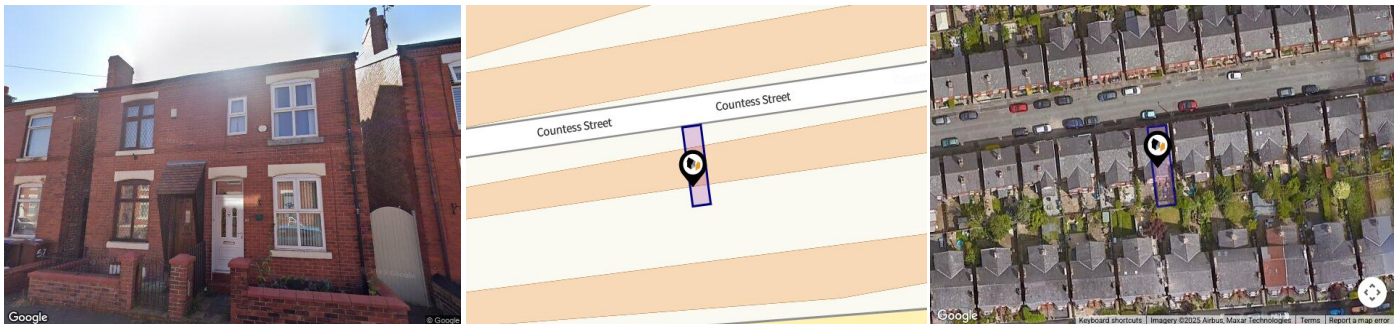 Google
© Google
Countess Street
Countess Street
Google
Keyboard shortcuts
Imagery ©2025 Airbus, Maxar Technologies
Terms
Report a map error